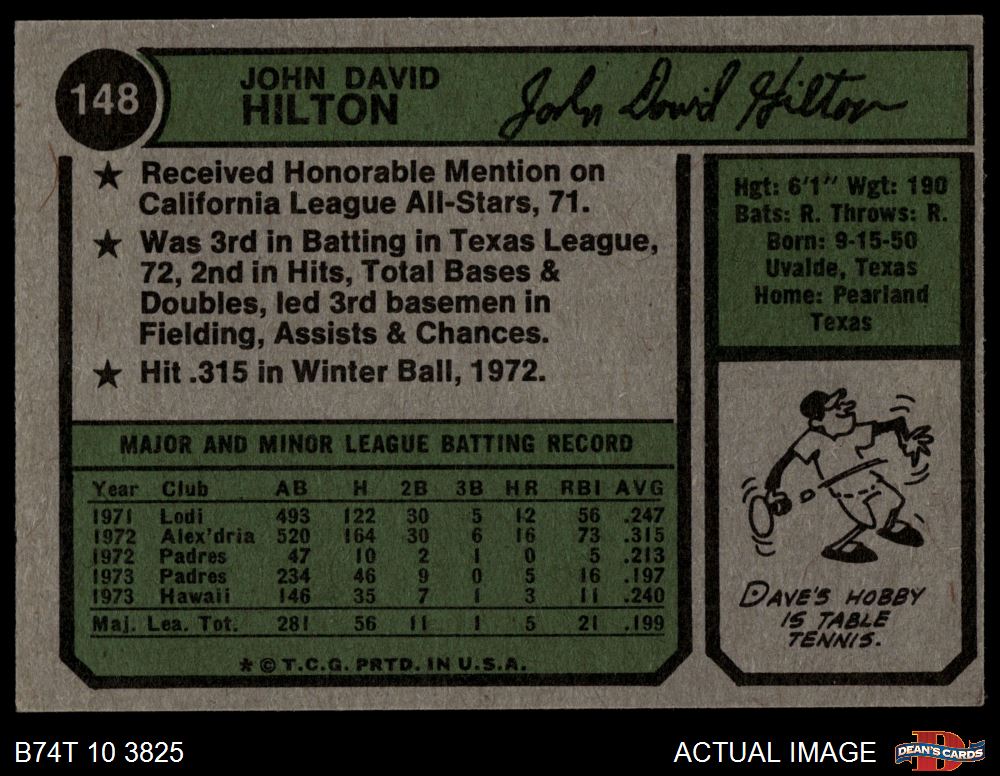 148
JOHN DAVID
HILTON
John David Hilton
★ Received Honorable Mention on
California League All-Stars, 71.
★ Was 3rd in Batting in Texas League,
72, 2nd in Hits, Total Bases &
Doubles, led 3rd basemen in
Fielding, Assists & Chances.
★ Hit .315 in Winter Ball, 1972.
Hgt: 6'1" Wgt: 190
Bats: R. Throws: R.
Born: 9-15-50
Uvalde, Texas
Home: Pearland
Texas
MAJOR AND MINOR LEAGUE BATTING RECORD
Year Club AB H 2B 3B HR RBI AVG
1971 Lodi 493 122 30 5 12 56 .247
1972 Alex'dria 520 164 30 6 16 73 .315
1972 Padres 47 10 2 1 0 5 .213
1973 Padres 234 46 9 0 5 16 .197
1973 Hawaii 146 35 7 1 3 11 .240
Maj. Lea. Tot. 281 56 11 1 5 21 .199
* © T.C.G. PRTD. IN U.S.A.
DAVE'S HOBBY
IS TABLE
TENNIS.
B74T 10 3825
ACTUAL IMAGE
DEAN'S CARDS